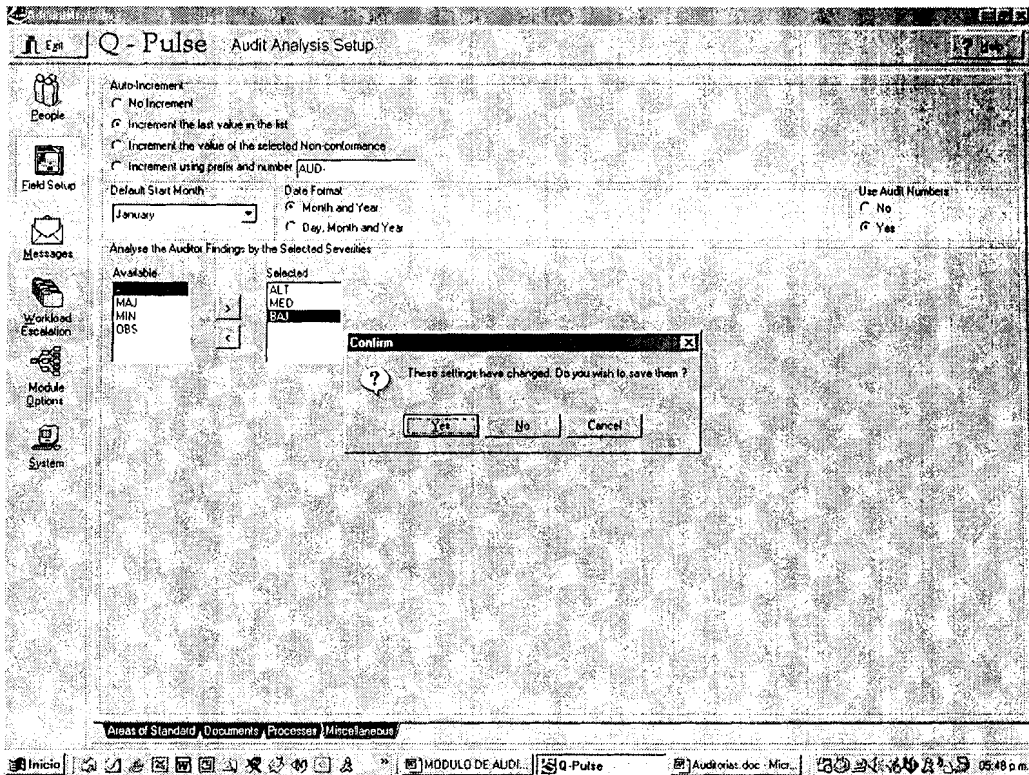 Administration
Exit
Q - Pulse Audit Analysis Setup
Help
People
Field Setup
Messages
Workload
Escalation
Module
Options
System
Auto-Increment
No Increment
Increment the last value in the list
Increment the value of the selected Non-conformance
Increment using prefix and number AUD-
Default Start Month
January
Date Format
Month and Year
Day, Month and Year
Use Audit Numbers
No
Yes
Analyse the Auditor Findings by the Selected Severities
Available
-
MAJ
MIN
OBS
>
<
Selected
ALT
MED
BAJ
Confirm
These settings have changed. Do you wish to save them ?
Yes
No
Cancel
Areas of Standard Documents Processes Miscellaneous
Inicio
MODULO DE AUDI...
Q-Pulse
Auditorias.doc - Micr...
05:48 p.m.